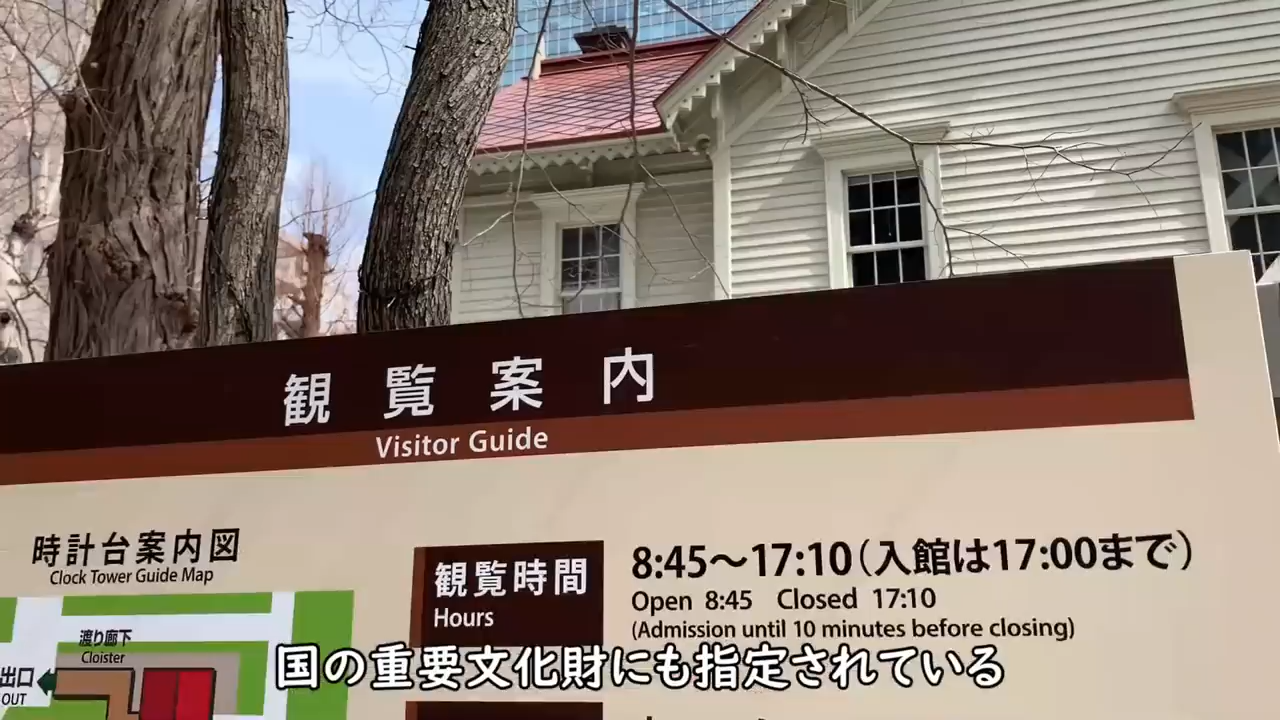 観覧案内
Visitor Guide
時計台案内図
Clock Tower Guide Map
渡り廊下
Cloister
出口
OUT
観覧時間
Hours
8:45～17:10(入館は17:00まで)
Open 8:45 Closed 17:10
(Admission until 10 minutes before closing)
国の重要文化財にも指定されている